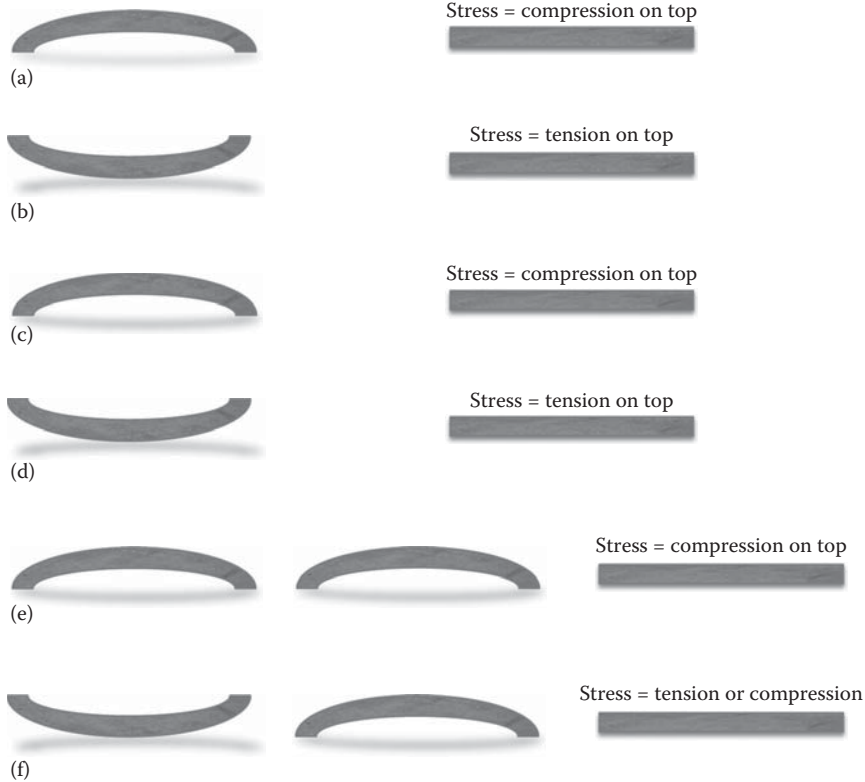 Stress = compression on top
(a)
Stress = tension on top
(b)
Stress = compression on top
(c)
Stress = tension on top
(d)
Stress = compression on top
(e)
Stress = tension or compression
(f)